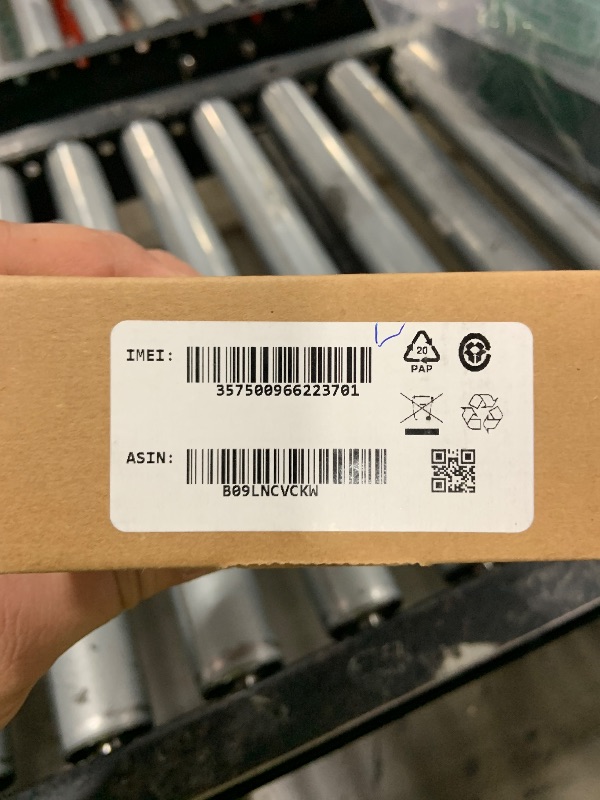 IMEI:
357500966223701
20
PAP
ASIN:
B09LNCVCKW